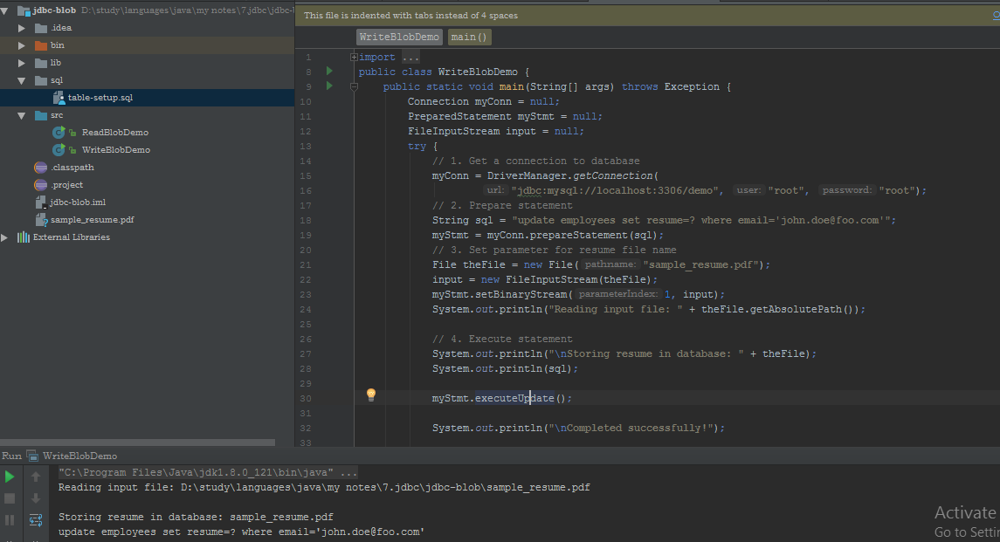 jdbc-blob D:\study\languages\java\my notes\7.jdbc\jdbc-
.idea
bin
lib
sql
table-setup.sql
src
ReadBlobDemo
WriteBlobDemo
.classpath
.project
jdbc-blob.iml
sample_resume.pdf
External Libraries
This file is indented with tabs instead of 4 spaces
WriteBlobDemo main()
1 import ...
8 public class WriteBlobDemo {
9 public static void main(String[] args) throws Exception {
10 Connection myConn = null;
11 PreparedStatement myStmt = null;
12 FileInputStream input = null;
13 try {
14 // 1. Get a connection to database
15 myConn = DriverManager.getConnection(
16 url: "jdbc:mysql://localhost:3306/demo", user: "root", password: "root");
17 // 2. Prepare statement
18 String sql = "update employees set resume=? where email='john.doe@foo.com'";
19 myStmt = myConn.prepareStatement(sql);
20 // 3. Set parameter for resume file name
21 File theFile = new File( pathname: "sample_resume.pdf");
22 input = new FileInputStream(theFile);
23 myStmt.setBinaryStream( parameterIndex: 1, input);
24 System.out.println("Reading input file: " + theFile.getAbsolutePath());
25
26 // 4. Execute statement
27 System.out.println("\nStoring resume in database: " + theFile);
28 System.out.println(sql);
29
30 myStmt.executeUpdate();
31
32 System.out.println("\nCompleted successfully!");
33
Run WriteBlobDemo
"C:\Program Files\Java\jdk1.8.0_121\bin\java" ...
Reading input file: D:\study\languages\java\my notes\7.jdbc\jdbc-blob\sample_resume.pdf
Storing resume in database: sample_resume.pdf
update employees set resume=? where email='john.doe@foo.com'
Activate
Go to Settin